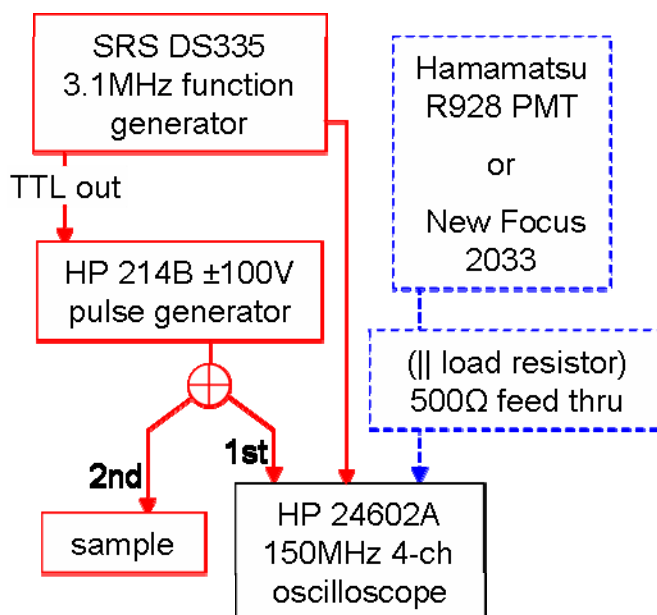 SRS DS335
3.1MHz function
generator
Hamamatsu
R928 PMT
or
New Focus
2033
TTL out
HP 214B ±100V
pulse generator
(|| load resistor)
500Ω feed thru
1st
2nd
sample
HP 24602A
150MHz 4-ch
oscilloscope